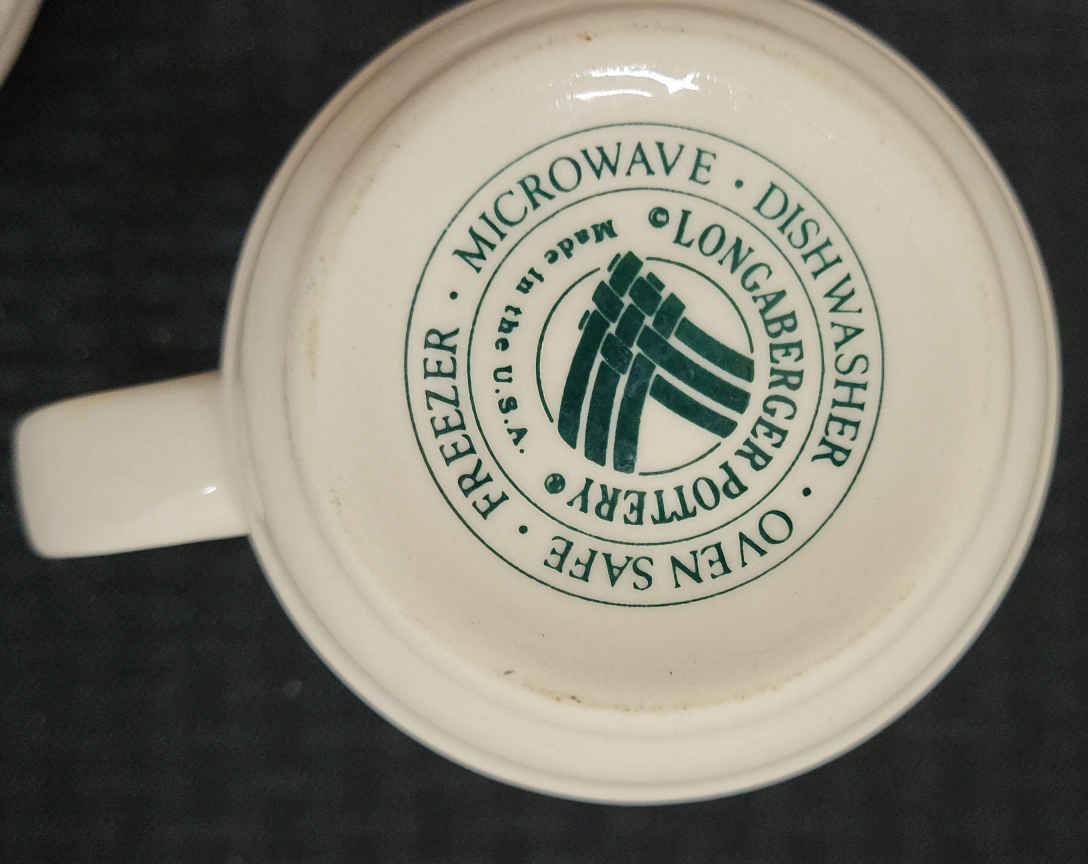 MICROWAVE · DISHWASHER · OVEN SAFE · FREEZER ·
© LONGABERGER POTTERY ®
Made in the U.S.A.